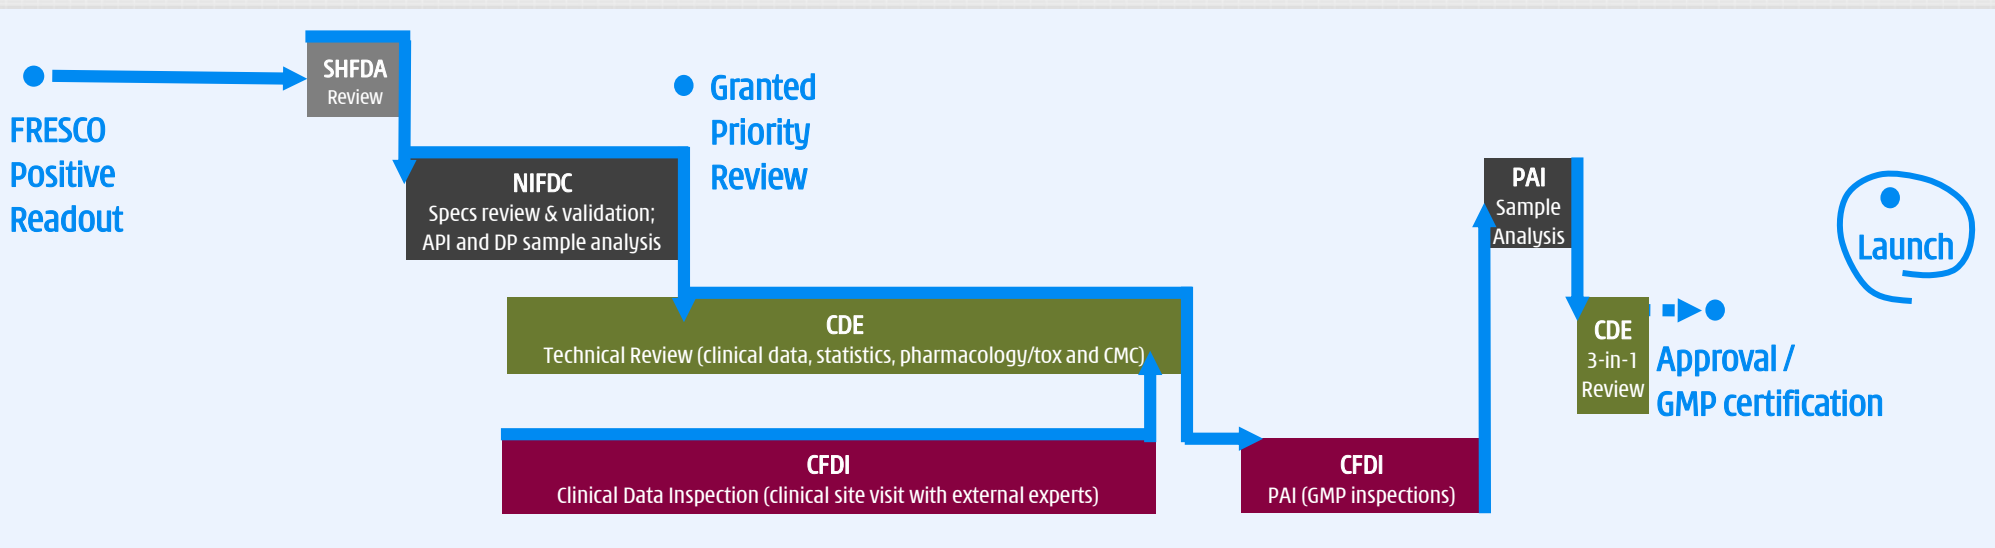 SHFDA
Review
FRESCO
Positive
Readout
Granted
Priority
Review
NIFDC
Specs review & validation;
API and DP sample analysis
CDE
Technical Review (clinical data, statistics, pharmacology/tox and CMC)
CFDI
Clinical Data Inspection (clinical site visit with external experts)
CFDI
PAI (GMP inspections)
PAI
Sample
Analysis
CDE
3-in-1
Review
Approval /
GMP certification
Launch